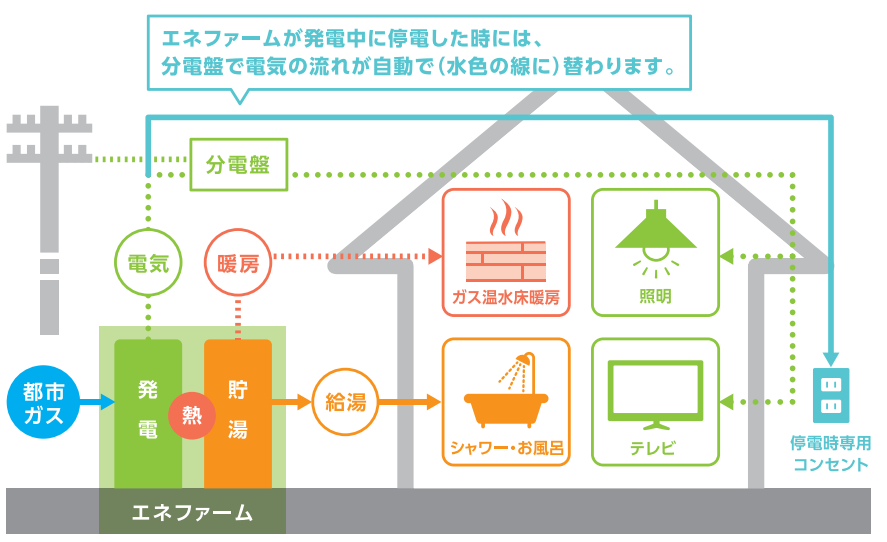 エネファームが発電中に停電した時には、
分電盤で電気の流れが自動で(水色の線に)替わります。
分電盤
電気
暖房
ガス温水床暖房
照明
都市
ガス
発電
熱
貯湯
給湯
シャワー・お風呂
テレビ
停電時専用
コンセント
エネファーム